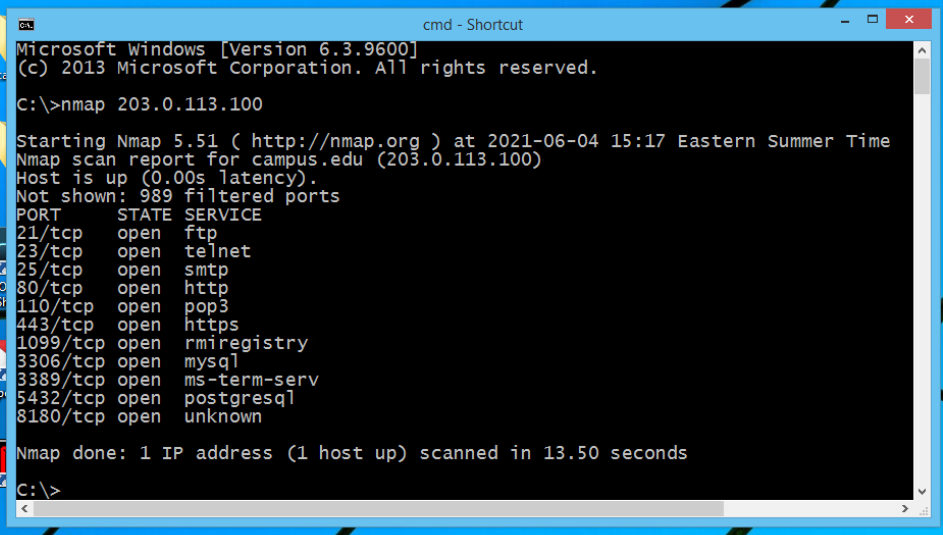 cmd - Shortcut
Microsoft Windows [Version 6.3.9600]
(c) 2013 Microsoft Corporation. All rights reserved.
C:\>nmap 203.0.113.100
Starting Nmap 5.51 ( http://nmap.org ) at 2021-06-04 15:17 Eastern Summer Time
Nmap scan report for campus.edu (203.0.113.100)
Host is up (0.00s latency).
Not shown: 989 filtered ports
PORT STATE SERVICE
21/tcp open ftp
23/tcp open telnet
25/tcp open smtp
80/tcp open http
110/tcp open pop3
443/tcp open https
1099/tcp open rmiregistry
3306/tcp open mysql
3389/tcp open ms-term-serv
5432/tcp open postgresql
8180/tcp open unknown
Nmap done: 1 IP address (1 host up) scanned in 13.50 seconds
C:\>